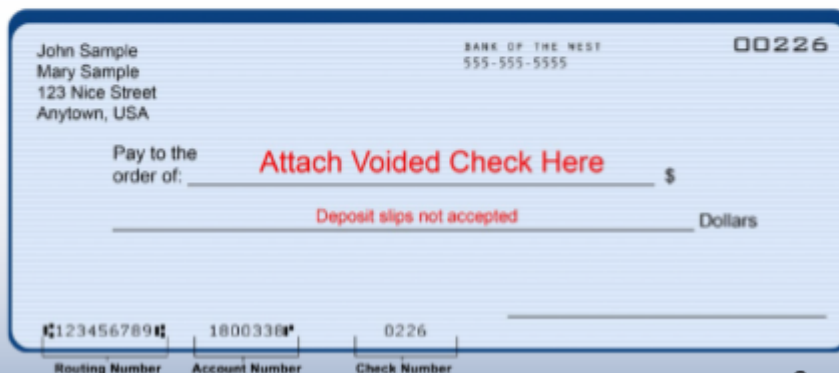 John Sample
Mary Sample
123 Nice Street
Anytown, USA
BANK OF THE WEST
555-555-5555
00226
Pay to the
order of:
Attach Voided Check Here
$
Deposit slips not accepted
Dollars
⑆123456789⑆ 1800338⑈ 0226
Routing Number Account Number Check Number